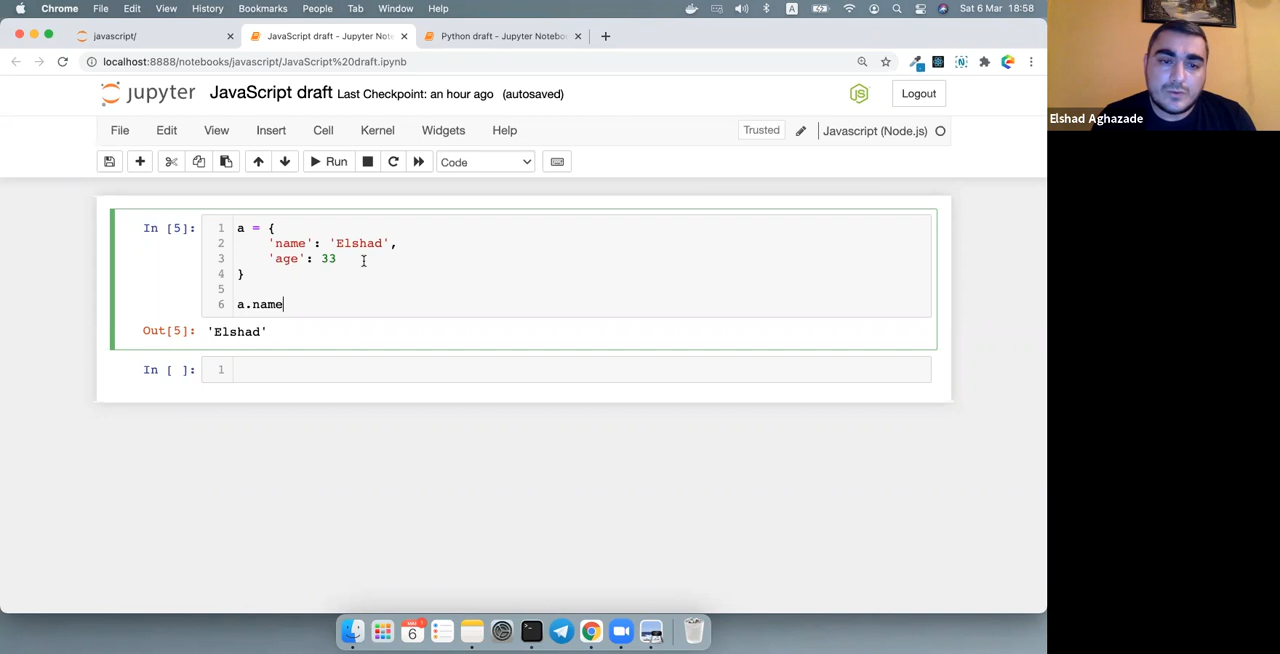 Chrome File Edit View History Bookmarks People Tab Window Help A Sat 6 Mar 18:58
javascript/ JavaScript draft - Jupyter Note Python draft - Jupyter Notebo
localhost:8888/notebooks/javascript/JavaScript%20draft.ipynb
jupyter JavaScript draft Last Checkpoint: an hour ago (autosaved) JS Logout
File Edit View Insert Cell Kernel Widgets Help Trusted Javascript (Node.js)
Run Code
In [5]: 1 a = {
2 'name': 'Elshad',
3 'age': 33
4 }
5
6 a.name
Out[5]: 'Elshad'
In [ ]: 1
6
Elshad Aghazade